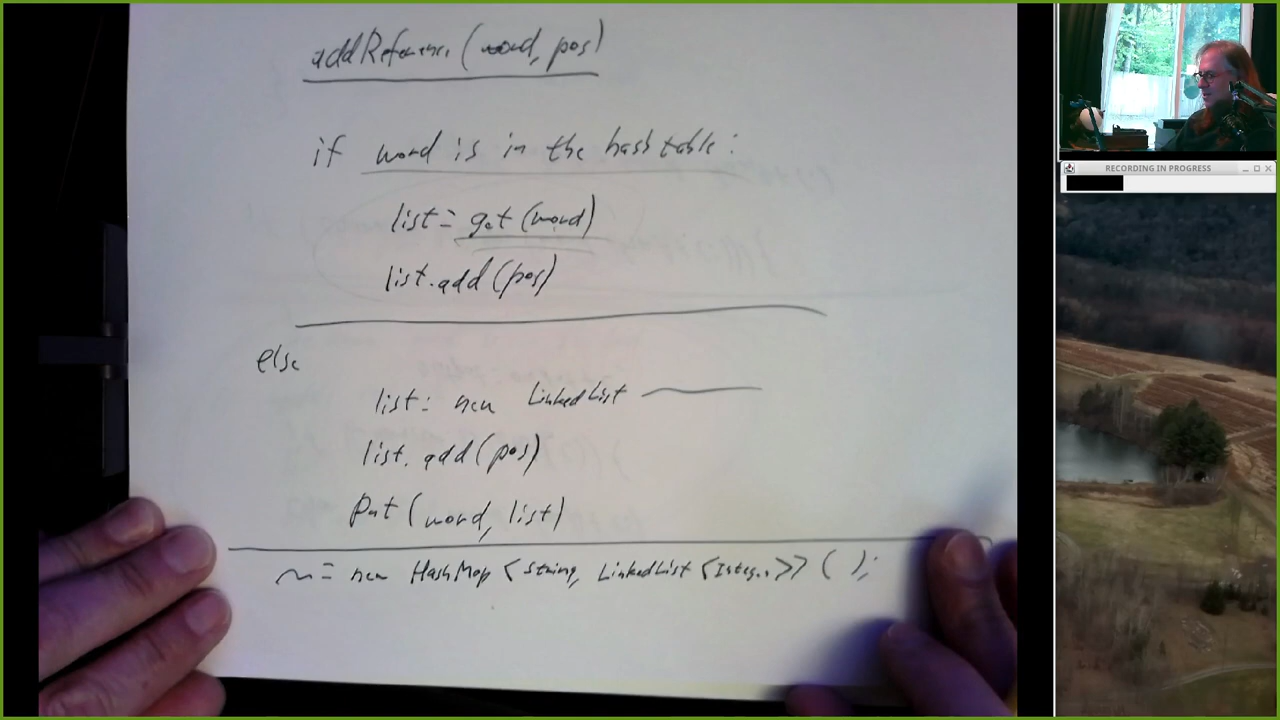 addReference (word, pos)
if word is in the hash table:
list = get (word)
list.add (pos)
else
list = new LinkedList
list.add (pos)
Put (word, list)
~ = new HashMap <String, LinkedList <Integer>> ( );
RECORDING IN PROGRESS